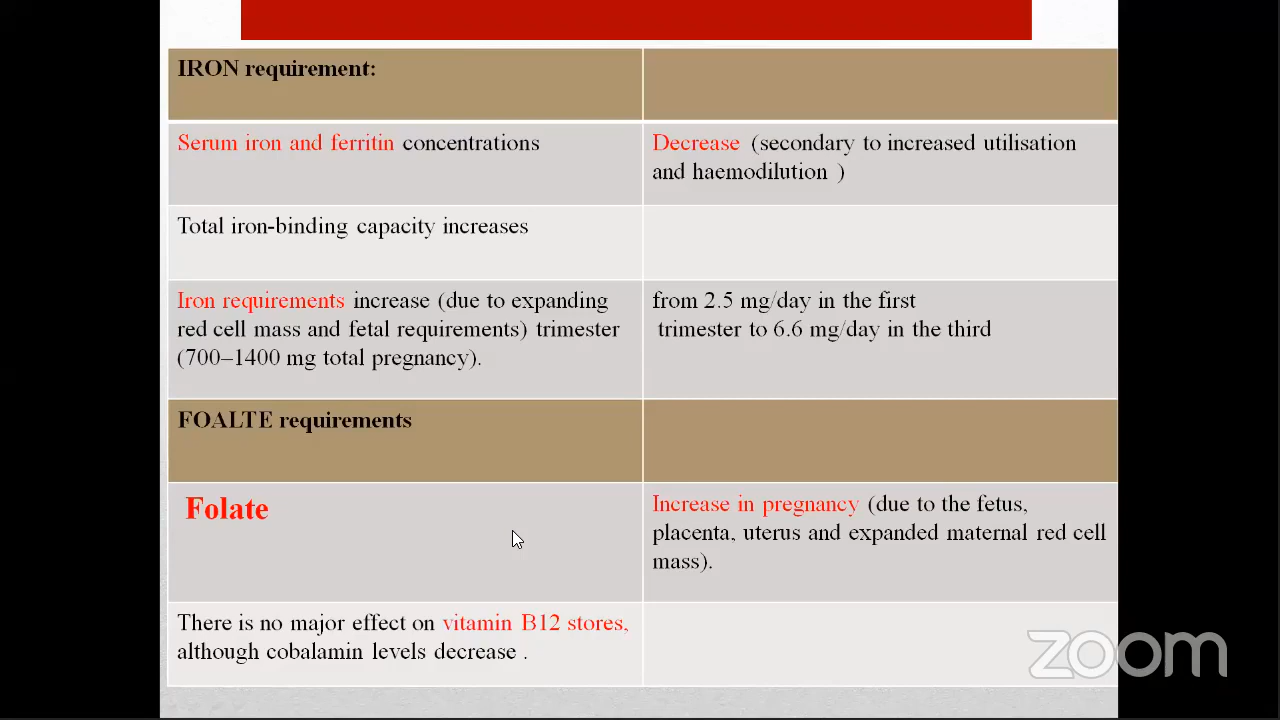 IRON requirement:
Serum iron and ferritin concentrations
Decrease (secondary to increased utilisation
and haemodilution )
Total iron-binding capacity increases
Iron requirements increase (due to expanding
red cell mass and fetal requirements) trimester
(700–1400 mg total pregnancy).
from 2.5 mg/day in the first
trimester to 6.6 mg/day in the third
FOALTE requirements
Folate
Increase in pregnancy (due to the fetus,
placenta, uterus and expanded maternal red cell
mass).
There is no major effect on vitamin B12 stores,
although cobalamin levels decrease .
zoom